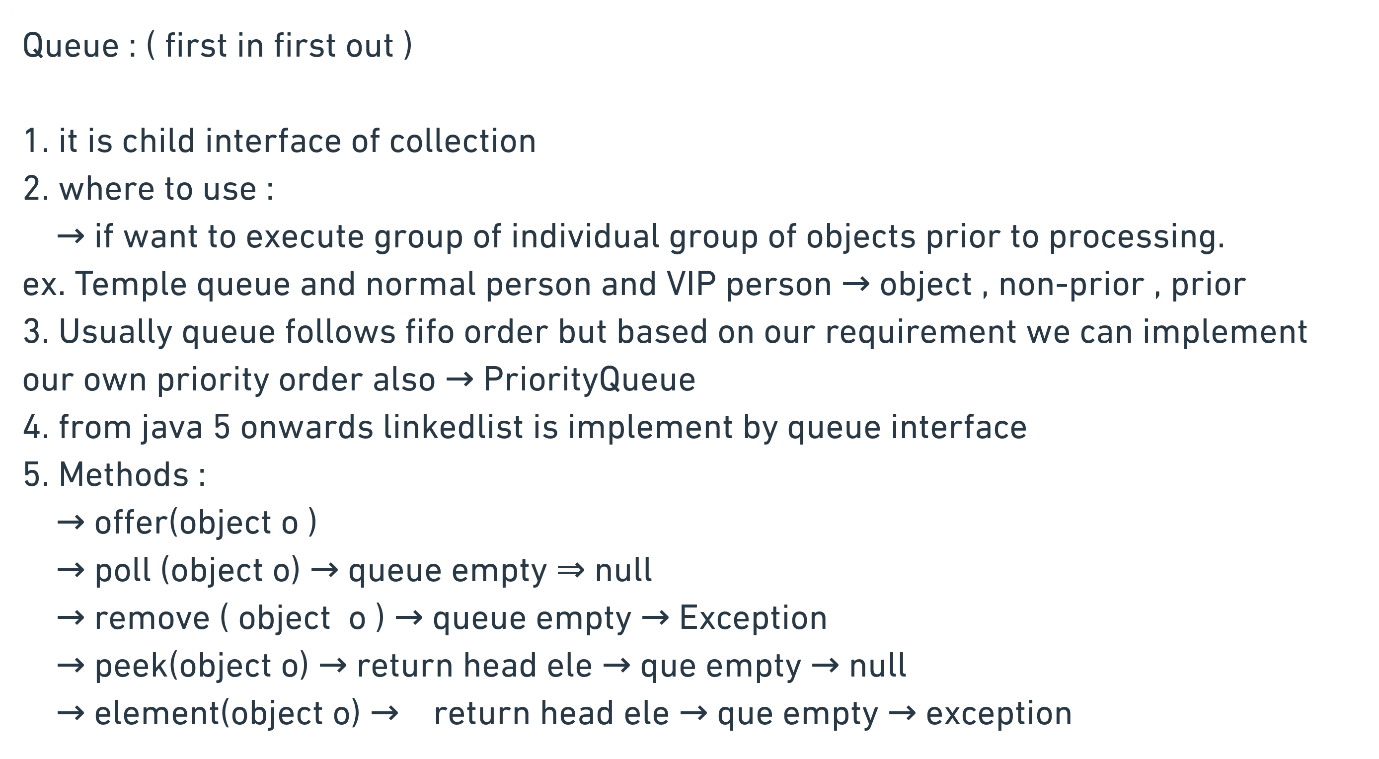 Queue : ( first in first out )
1. it is child interface of collection
2. where to use :
→ if want to execute group of individual group of objects prior to processing.
ex. Temple queue and normal person and VIP person → object , non-prior , prior
3. Usually queue follows fifo order but based on our requirement we can implement
our own priority order also → PriorityQueue
4. from java 5 onwards linkedlist is implement by queue interface
5. Methods :
→ offer(object o )
→ poll (object o) → queue empty ⇒ null
→ remove ( object  o ) → queue empty → Exception
→ peek(object o) → return head ele → que empty → null
→ element(object o) →   return head ele → que empty → exception